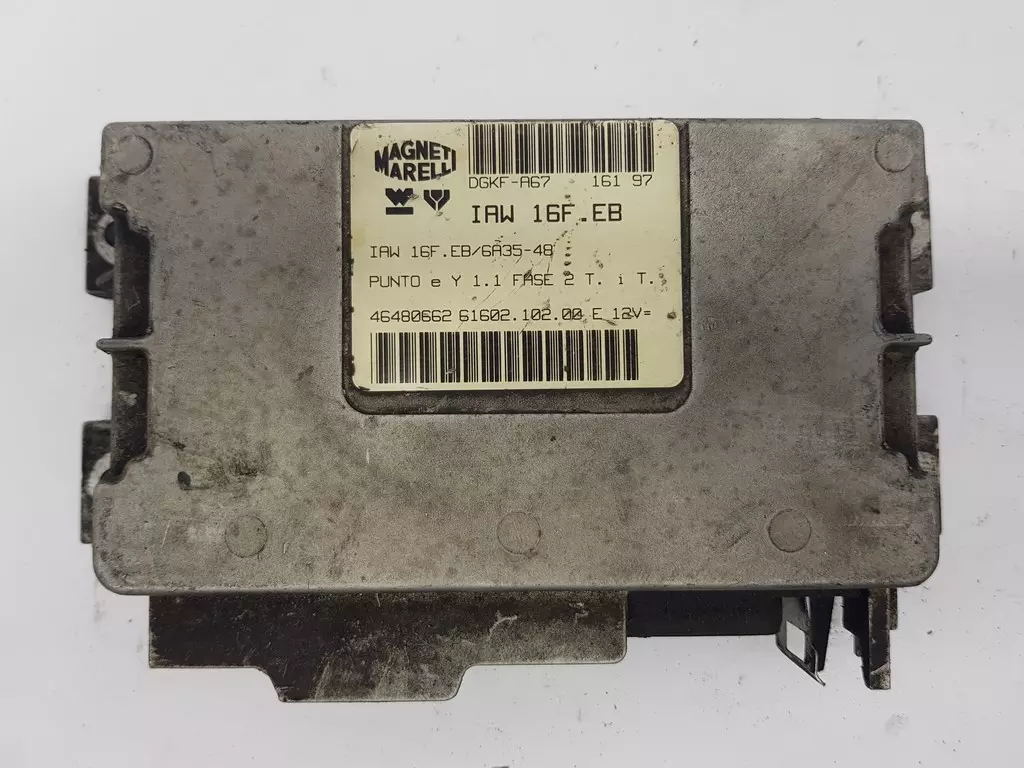 MAGNETI
MARELLI
DGKF-A67 161 97
IAW 16F.EB
IAW 16F.EB/6A35-48
PUNTO e Y 1.1 FASE 2 T. i T.
46480662 61602.102.00 E 12V=